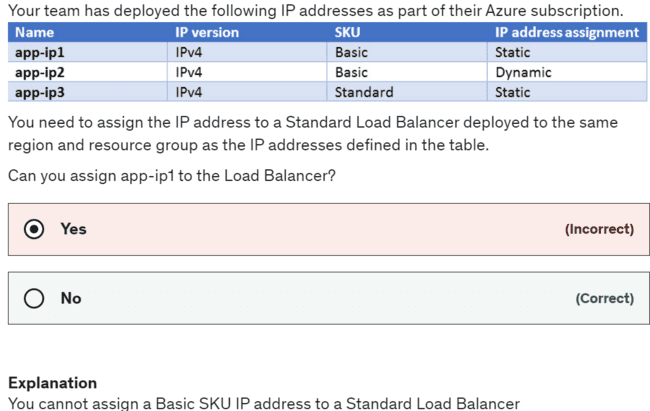 Your team has deployed the following IP addresses as part of their Azure subscription.
Name IP version SKU IP address assignment
app-ip1 IPv4 Basic Static
app-ip2 IPv4 Basic Dynamic
app-ip3 IPv4 Standard Static
You need to assign the IP address to a Standard Load Balancer deployed to the same
region and resource group as the IP addresses defined in the table.
Can you assign app-ip1 to the Load Balancer?
Yes (Incorrect)
No (Correct)
Explanation
You cannot assign a Basic SKU IP address to a Standard Load Balancer